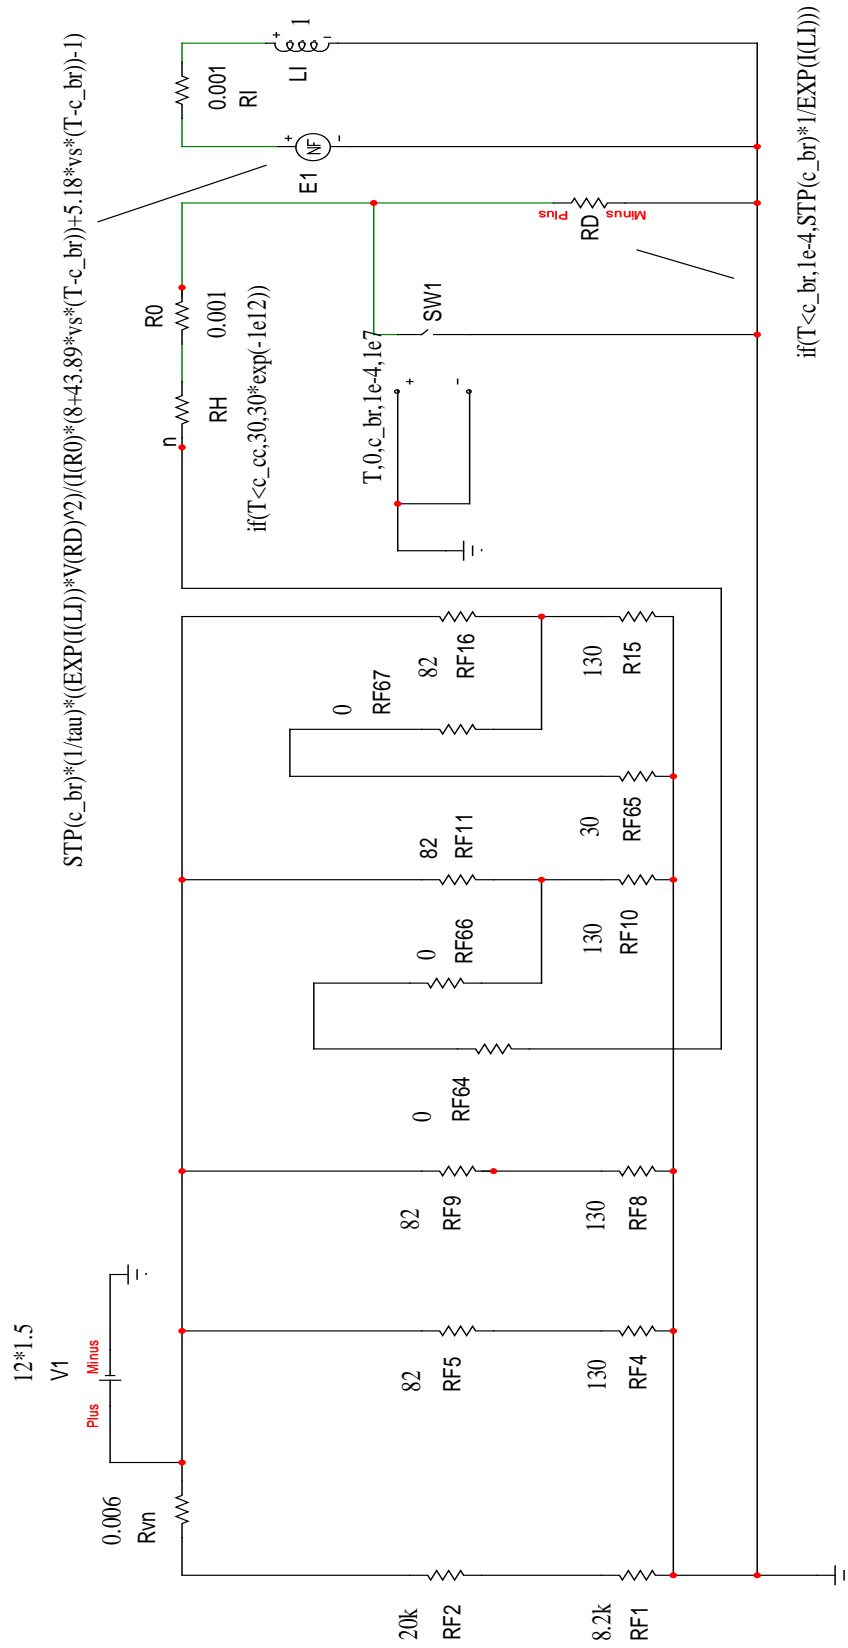 STP(c_br)*(1/tau)*((EXP(I(LI))*V(RD)^2)/(I(R0)*(8+43.89*vs*(T-c_br))+5.18*vs*(T-c_br))-1)
12*1.5
V1
Plus
Minus
0.006
Rvn
20k
RF2
8.2k
RF1
82
RF5
130
RF4
82
RF9
130
RF8
0
RF64
0
RF66
82
RF11
130
RF10
30
RF65
0
RF67
82
RF16
130
R15
n
RH
if(T<c_cc,30,30*exp(-1e12))
R0
0.001
T,0,c_br,1e-4,1e7
+
-
SW1
Plus
Minus
RD
E1
+
NF
-
0.001
RI
+
-
LI
1
if(T<c_br,1e-4,STP(c_br)*1/EXP(I(LI)))